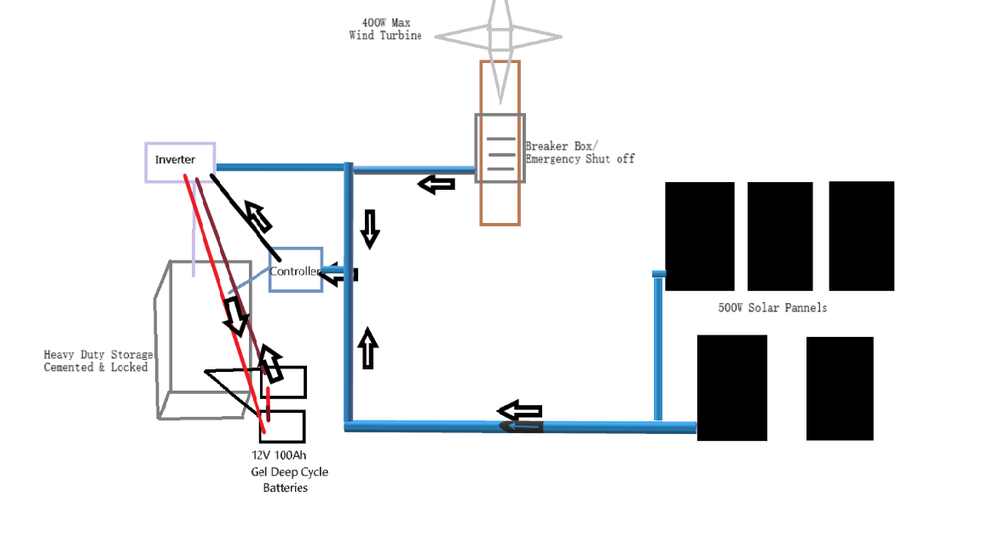 400W Max
Wind Turbine
Breaker Box/
Emergency Shut off
Inverter
Controller
500W Solar Pannels
Heavy Duty Storage
Cemented & Locked
12V 100Ah
Gel Deep Cycle
Batteries